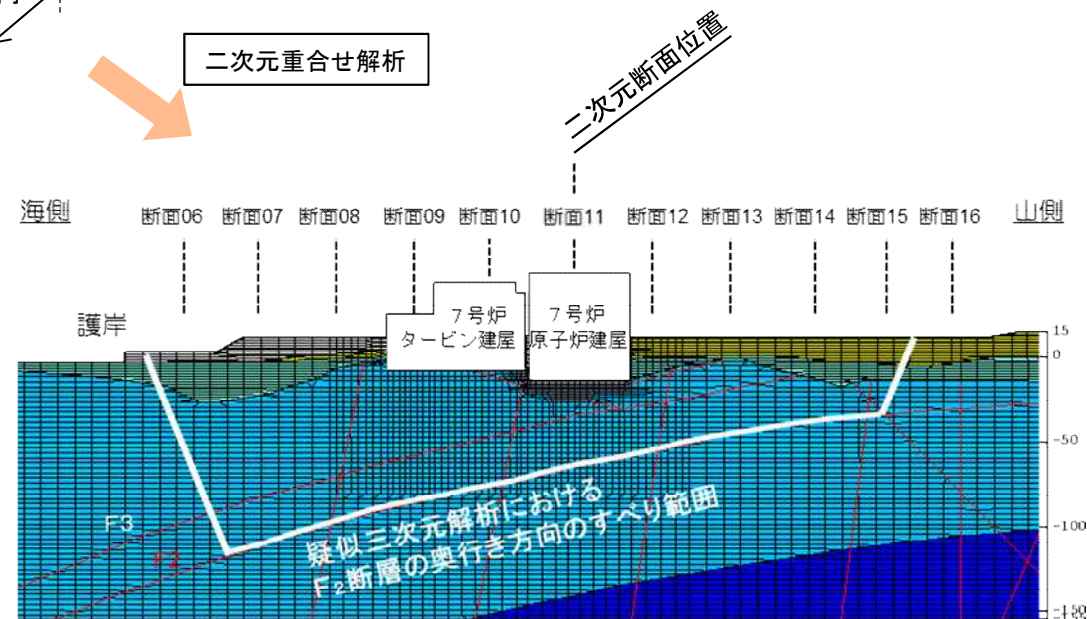 二次元重合せ解析
二次元断面位置
海側
断面06
断面07
断面08
断面09
断面10
断面11
断面12
断面13
断面14
断面15
断面16
山側
護岸
7号炉
タービン建屋
7号炉
原子炉建屋
15
0
-50
-100
-150
F3
F2
疑似三次元解析における
F₂断層の奥行き方向のすべり範囲